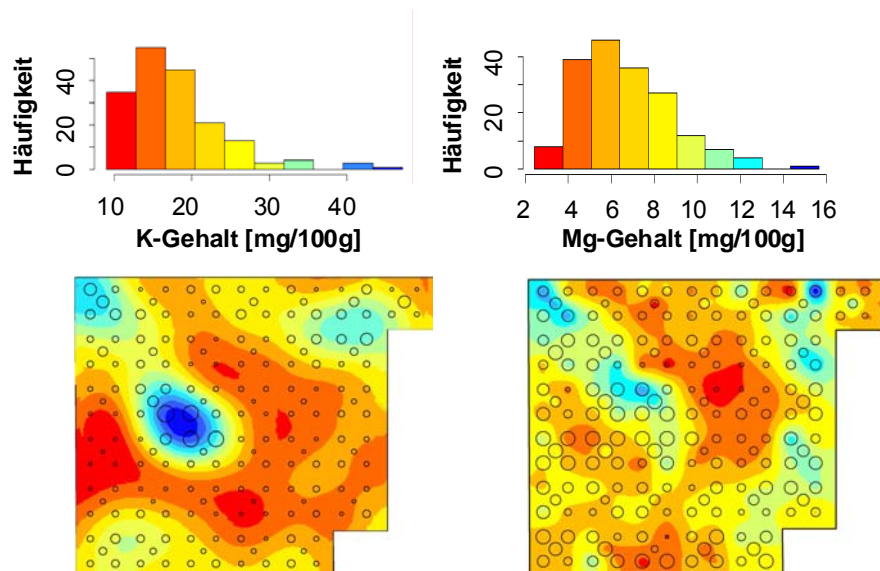 Häufigkeit
0 20 40
10 20 30 40
K-Gehalt [mg/100g]
Häufigkeit
0 20 40
2 4 6 8 10 12 14 16
Mg-Gehalt [mg/100g]